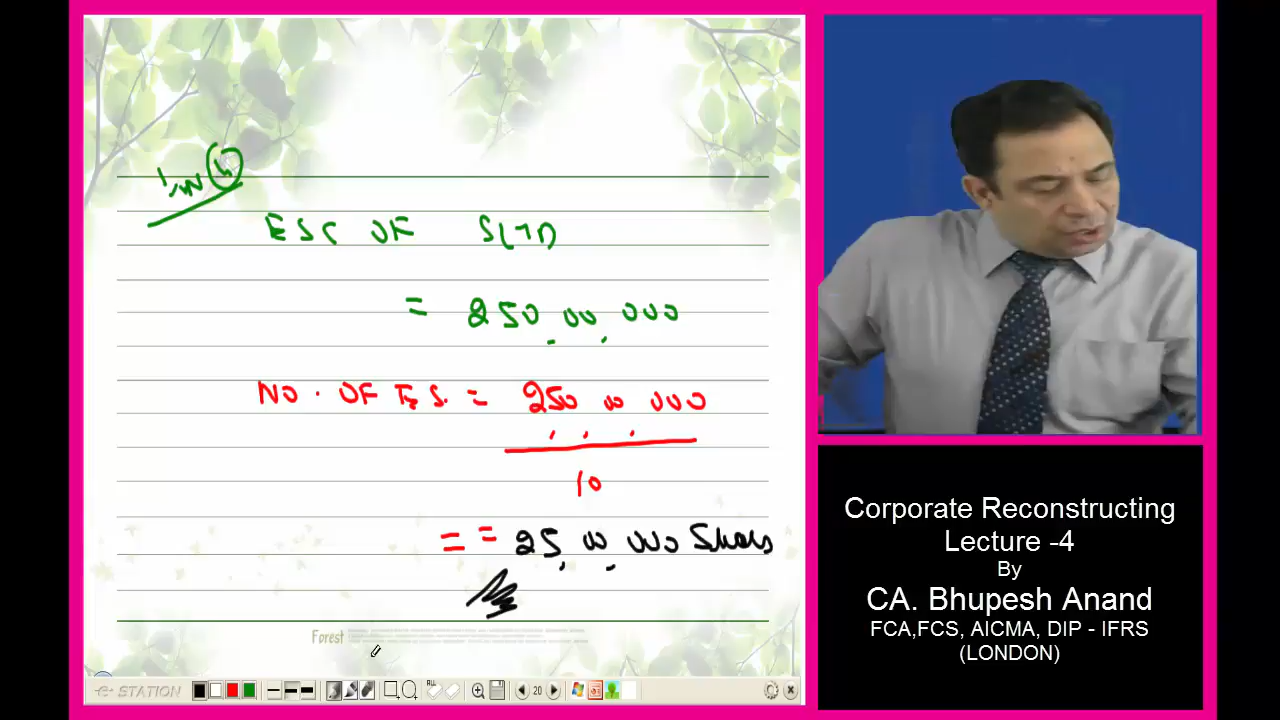 ESC OF SLTD
= 250,00,000
NO. OF E.S. = 250,00,000
10
= = 25,00,000 Shares
Forest
e-STATION
20
Corporate Reconstructing
Lecture -4
By
CA. Bhupesh Anand
FCA,FCS, AICMA, DIP - IFRS
(LONDON)